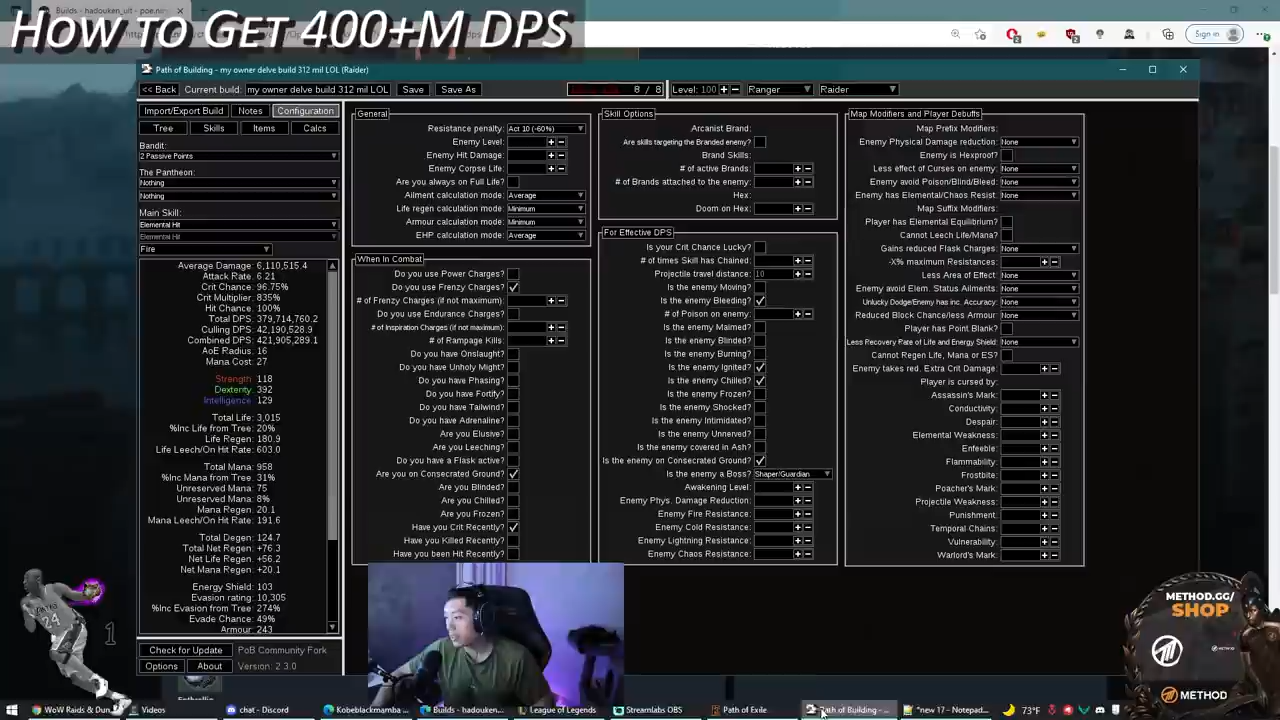 How to Get 400+M DPS
Builds - hadouken_uit - poe.nin
Sign in
Path of Building - my owner delve build 312 mil LOL (Raider)
<< Back Current build: my owner delve build 312 mil LOL Save Save As 8 / 8 Level: 100 + - Ranger Raider
Import/Export Build Notes Configuration
Tree Skills Items Calcs
Bandit:
2 Passive Points
The Pantheon:
Nothing
Nothing
Main Skill:
Elemental Hit
Elemental Hit
Fire
Average Damage: 6,110,515.4
Attack Rate: 6.21
Crit Chance: 96.75%
Crit Multiplier: 835%
Hit Chance: 100%
Total DPS: 379,714,760.2
Culling DPS: 42,190,528.9
Combined DPS: 421,905,289.1
AoE Radius: 16
Mana Cost: 27
Strength: 118
Dexterity: 392
Intelligence: 129
Total Life: 3,015
%Inc Life from Tree: 20%
Life Regen: 180.9
Life Leech/On Hit Rate: 603.0
Total Mana: 958
%Inc Mana from Tree: 31%
Unreserved Mana: 75
Unreserved Mana: 8%
Mana Regen: 20.1
Mana Leech/On Hit Rate: 191.6
Total Degen: 124.7
Total Net Regen: +76.3
Net Life Regen: +56.2
Net Mana Regen: +20.1
Energy Shield: 103
Evasion rating: 10,305
%Inc Evasion from Tree: 274%
Evade Chance: 49%
Armour: 243
Check for Update PoB Community Fork
Options About Version: 2.3.0
General
Resistance penalty: Act 10 (-60%)
Enemy Level:
Enemy Hit Damage:
Enemy Corpse Life:
Are you always on Full Life?
Ailment calculation mode: Average
Life regen calculation mode: Minimum
Armour calculation mode: Minimum
EHP calculation mode: Average
When In Combat
Do you use Power Charges?
Do you use Frenzy Charges?
# of Frenzy Charges (if not maximum):
Do you use Endurance Charges?
# of Inspiration Charges (if not maximum):
# of Rampage Kills:
Do you have Onslaught?
Do you have Unholy Might?
Do you have Phasing?
Do you have Fortify?
Do you have Tailwind?
Do you have Adrenaline?
Are you Elusive?
Are you Leeching?
Do you have a Flask active?
Are you on Consecrated Ground?
Are you Blinded?
Are you Chilled?
Are you Frozen?
Have you Crit Recently?
Have you Killed Recently?
Have you been Hit Recently?
Skill Options
Arcanist Brand:
Are skills targeting the Branded enemy?
Brand Skills:
# of active Brands:
# of Brands attached to the enemy:
Hex:
Doom on Hex:
For Effective DPS
Is your Crit Chance Lucky?
# of times Skill has Chained:
Projectile travel distance: 10
Is the enemy Moving?
Is the enemy Bleeding?
# of Poison on enemy:
Is the enemy Maimed?
Is the enemy Blinded?
Is the enemy Burning?
Is the enemy Ignited?
Is the enemy Chilled?
Is the enemy Frozen?
Is the enemy Shocked?
Is the enemy Intimidated?
Is the enemy Unnerved?
Is the enemy covered in Ash?
Is the enemy on Consecrated Ground?
Is the enemy a Boss? Shaper/Guardian
Awakening Level:
Enemy Phys. Damage Reduction:
Enemy Fire Resistance:
Enemy Cold Resistance:
Enemy Lightning Resistance:
Enemy Chaos Resistance:
Map Modifiers and Player Debuffs
Map Prefix Modifiers:
Enemy Physical Damage reduction: None
Enemy is Hexproof?
Less effect of Curses on enemy: None
Enemy avoid Poison/Blind/Bleed: None
Enemy has Elemental/Chaos Resist: None
Map Suffix Modifiers:
Player has Elemental Equilibrium?
Cannot Leech Life/Mana?
Gains reduced Flask Charges: None
-X% maximum Resistances:
Less Area of Effect: None
Enemy avoid Elem. Status Ailments: None
Unlucky Dodge/Enemy has inc. Accuracy: None
Reduced Block Chance/less Armour: None
Player has Point Blank?
Less Recovery Rate of Life and Energy Shield: None
Cannot Regen Life, Mana or ES?
Enemy takes red. Extra Crit Damage:
Player is cursed by:
Assassin's Mark:
Conductivity:
Despair:
Elemental Weakness:
Enfeeble:
Flammability:
Frostbite:
Poacher's Mark:
Projectile Weakness:
Punishment:
Temporal Chains:
Vulnerability:
Warlord's Mark:
24
1
METHOD.GG/
SHOP
METHOD
WoW Raids & Dun... Videos chat - Discord Kobeblackmamba Builds - hadouken... League of Legends Streamlabs OBS Path of Exile Path of Building - ... *new 17 - Notepad... 73°F